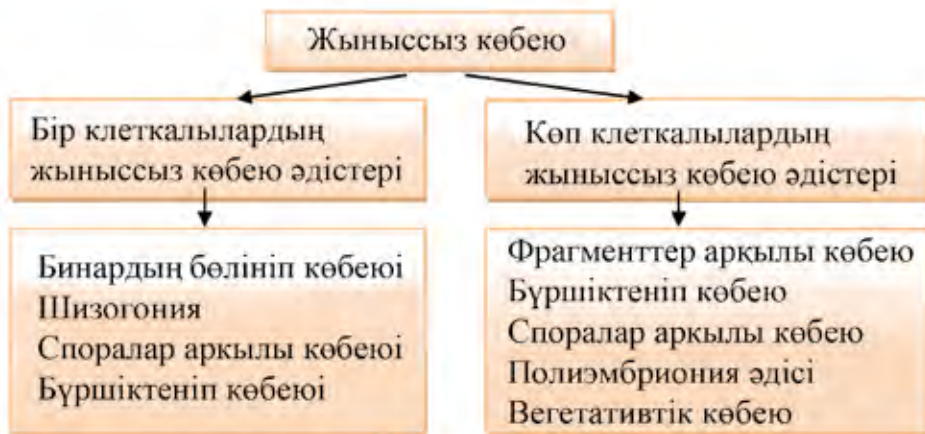 Жыныссыз көбею
Бір клеткалылардың
жыныссыз көбею әдістері
Көп клеткалылардың
жыныссыз көбею әдістері
Бинардың бөлініп көбеюі
Шизогония
Споралар аркылы көбеюі
Бүршіктеніп көбеюі
Фрагменттер арқылы көбею
Бүршіктеніп көбею
Споралар арқылы көбею
Полиэмбриония әдісі
Вегетативтік көбею